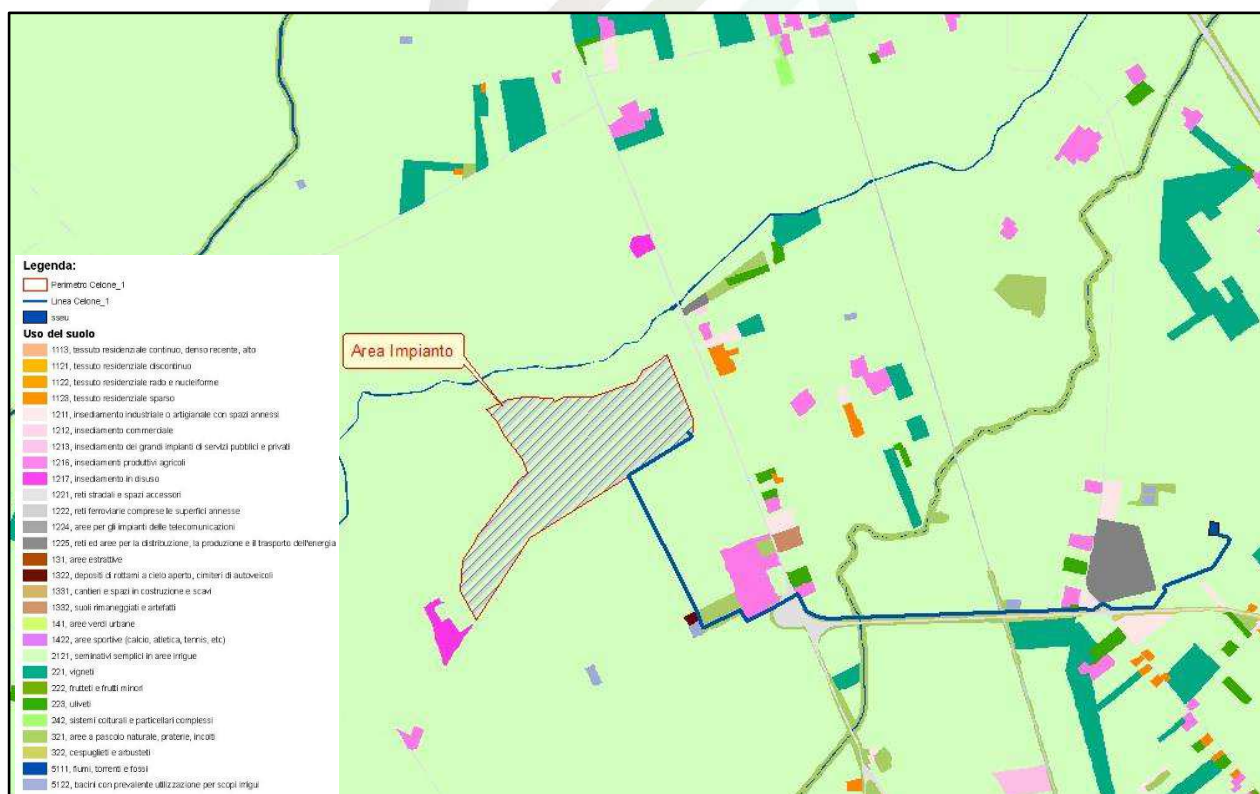 Area Impianto
Legenda:
Perimetro Celone_1
Linea Celone_1
sseu
Uso del suolo
1113, tessuto residenziale continuo, denso recente, alto
1121, tessuto residenziale discontinuo
1122, tessuto residenziale rado e nucleiforme
1123, tessuto residenziale sparso
1211, insediamento industriale o artigianale con spazi annessi
1212, insediamento commerciale
1213, insediamento dei grandi impianti di servizi pubblici e privati
1216, insediamenti produttivi agricoli
1217, insediamento in disuso
1221, reti stradali e spazi accessori
1222, reti ferroviarie comprese le superfici annesse
1224, aree per gli impianti delle telecomunicazioni
1225, reti ed aree per la distribuzione, la produzione e il trasporto dell'energia
131, aree estrattive
1322, depositi di rottami a cielo aperto, cimiteri di autoveicoli
1331, cantieri e spazi in costruzione e scavi
1332, suoli rimaneggiati e artefatti
141, aree verdi urbane
1422, aree sportive (calcio, atletica, tennis, etc)
2121, seminativi semplici in aree irrigue
221, vigneti
222, frutteti e frutti minori
223, uliveti
242, sistemi colturali e particellari complessi
321, aree a pascolo naturale, praterie, incolti
322, cespuglieti e arbusteti
5111, fiumi, torrenti e fossi
5122, bacini con prevalente utilizzazione per scopi irrigui